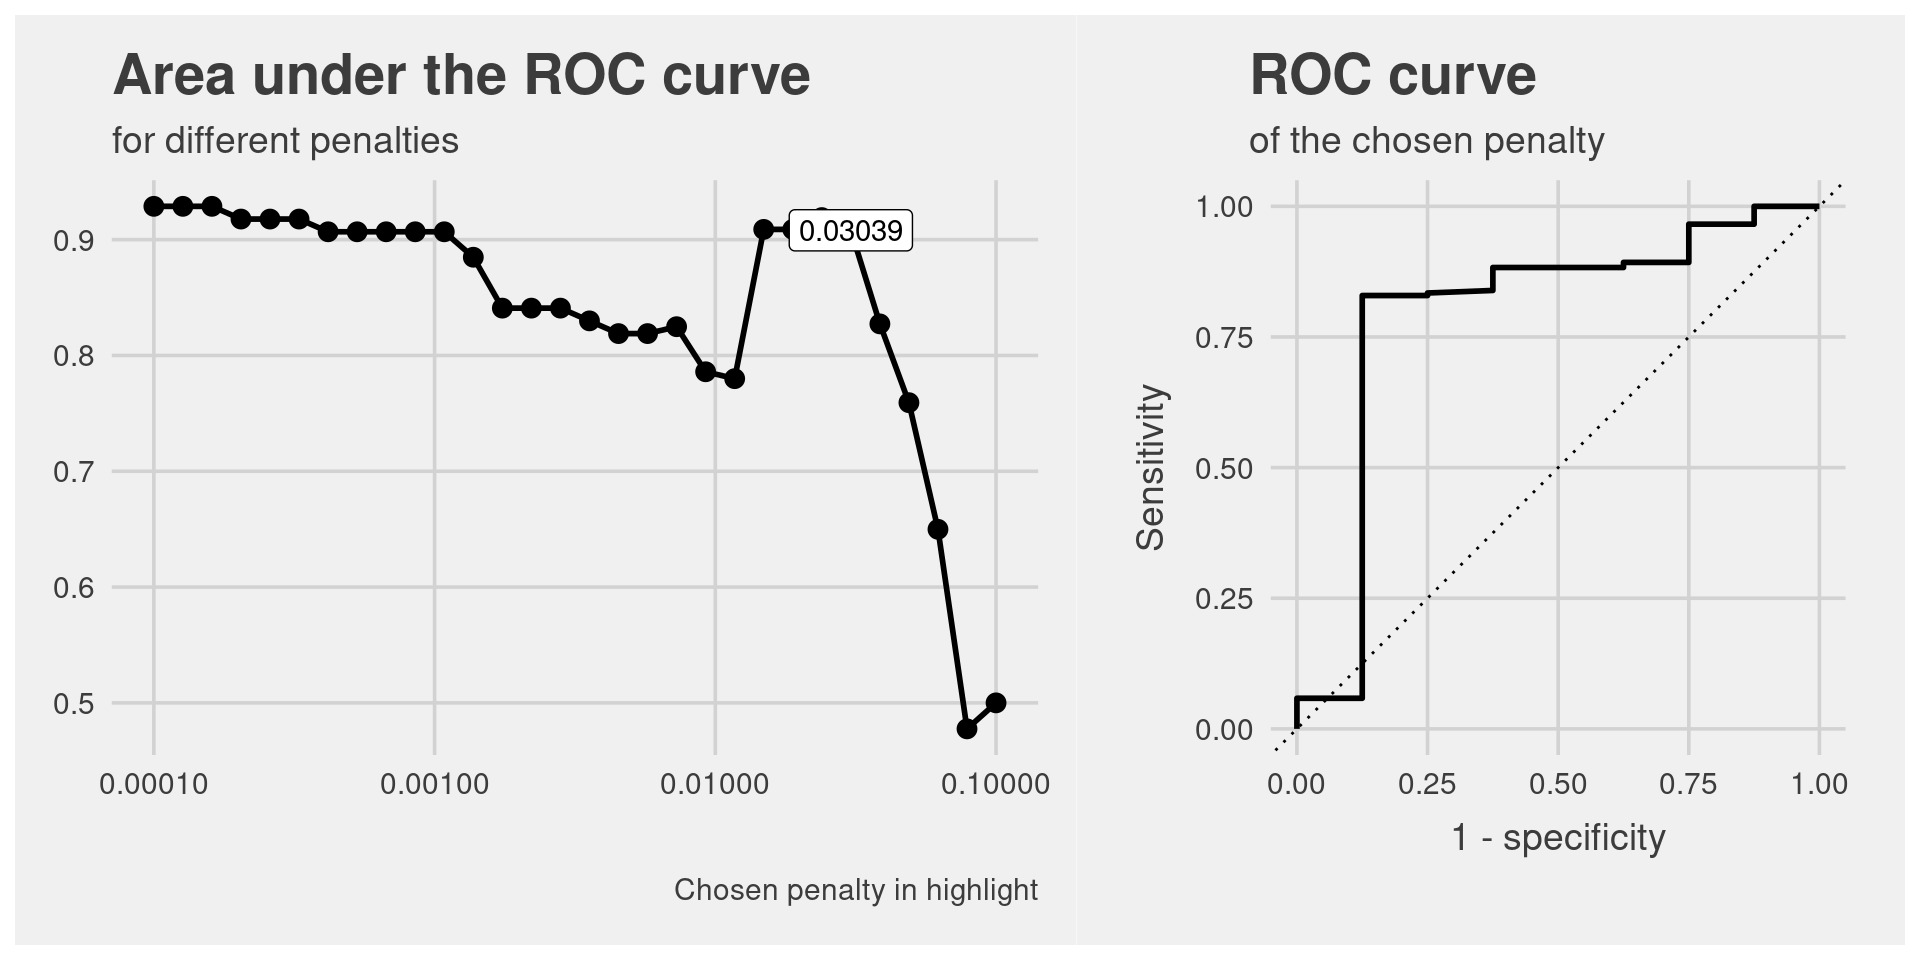 Area under the ROC curve
for different penalties
0.9
0.8
0.7
0.6
0.5
0.03039
0.00010 0.00100 0.01000 0.10000
Chosen penalty in highlight
ROC curve
of the chosen penalty
Sensitivity
1.00
0.75
0.50
0.25
0.00
0.00 0.25 0.50 0.75 1.00
1 - specificity